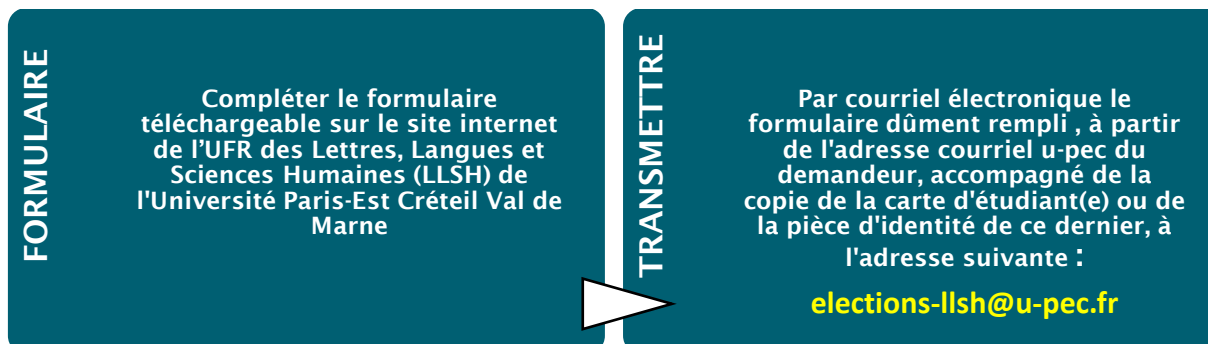 FORMULAIRE
Compléter le formulaire
téléchargeable sur le site internet
de l'UFR des Lettres, Langues et
Sciences Humaines (LLSH) de
l'Université Paris-Est Créteil Val de
Marne
TRANSMETTRE
Par courriel électronique le
formulaire dûment rempli , à partir
de l'adresse courriel u-pec du
demandeur, accompagné de la
copie de la carte d'étudiant(e) ou de
la pièce d'identité de ce dernier, à
l'adresse suivante :
elections-llsh@u-pec.fr